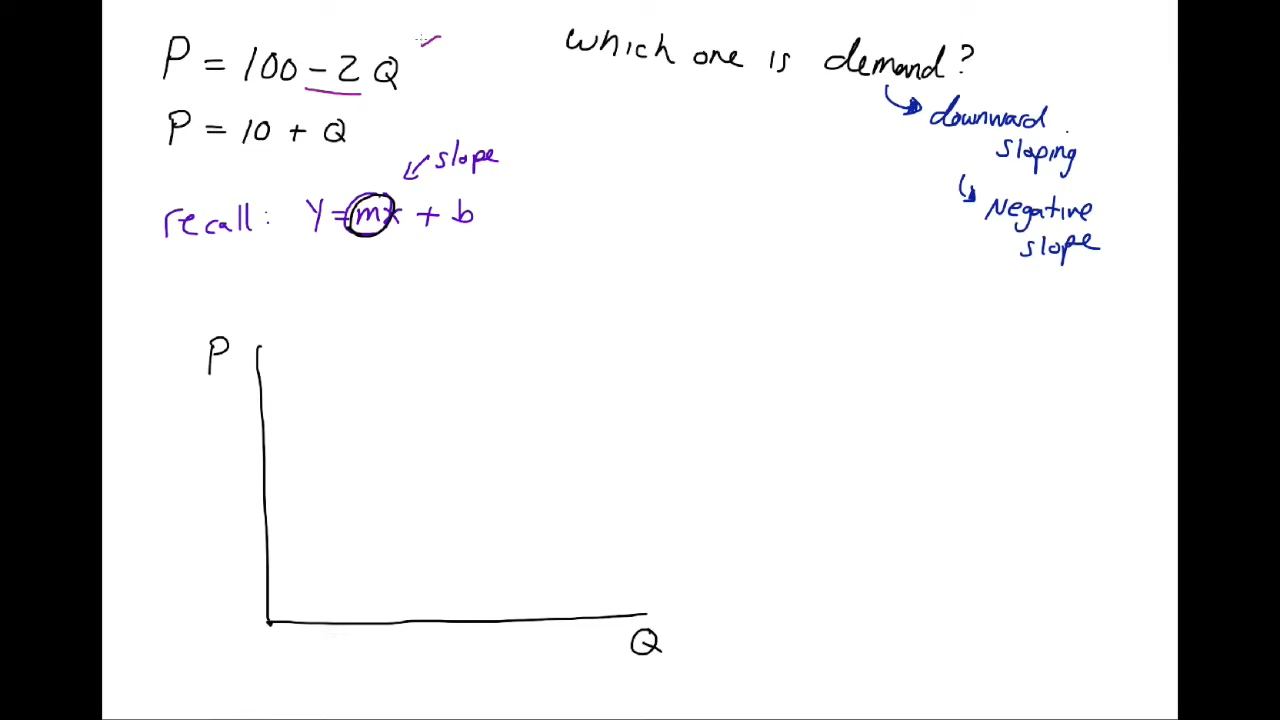 P = 100 - 2Q
which one is demand?
P = 10 + Q
downward
sloping
slope
recall: Y = mx + b
Negative
slope
P
Q